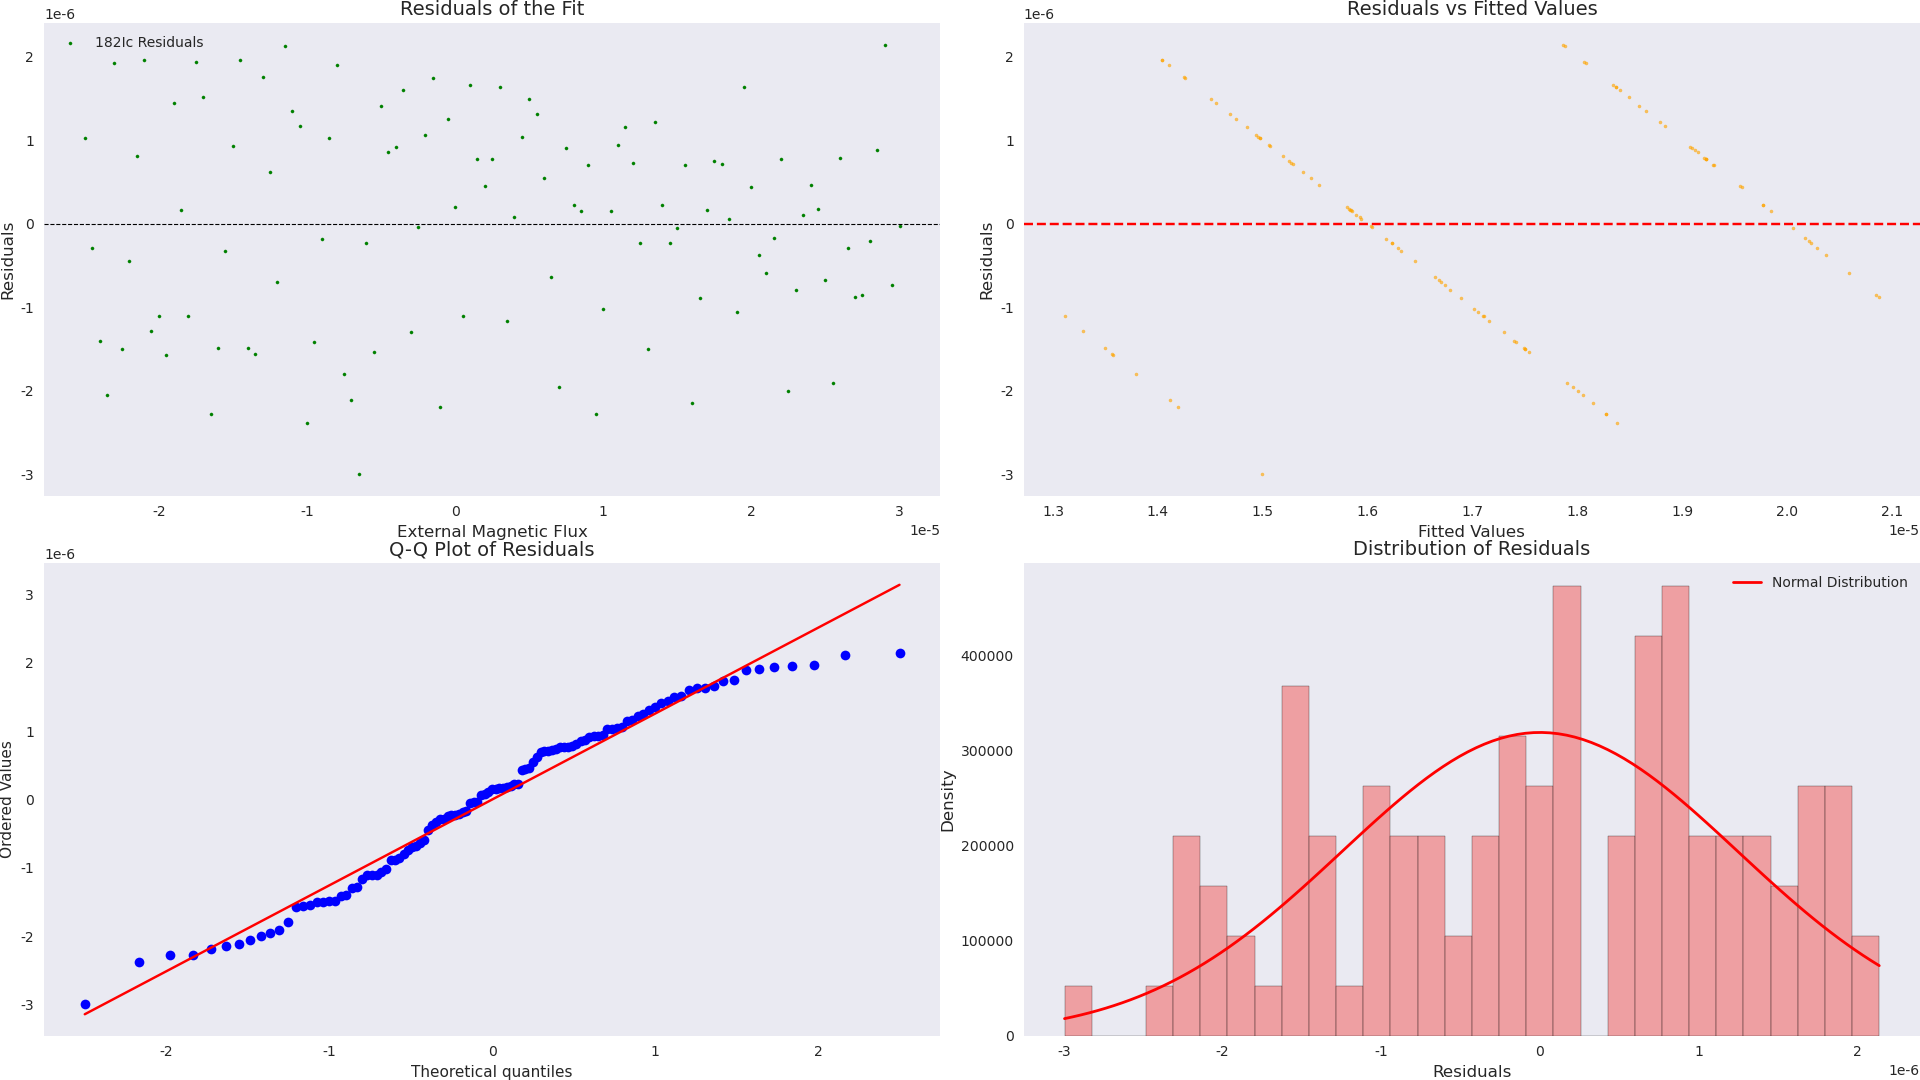 Residuals of the Fit
1e-6
182Ic Residuals
2
1
0
-1
-2
-3
Residuals
-2
-1
0
1
2
3
1e-5
External Magnetic Flux
Residuals vs Fitted Values
1e-6
2
1
0
-1
-2
-3
Residuals
1.3
1.4
1.5
1.6
1.7
1.8
1.9
2.0
2.1
1e-5
Fitted Values
Q-Q Plot of Residuals
1e-6
3
2
1
0
-1
-2
-3
Ordered Values
-2
-1
0
1
2
Theoretical quantiles
Distribution of Residuals
Normal Distribution
400000
300000
200000
100000
0
Density
-3
-2
-1
0
1
2
1e-6
Residuals